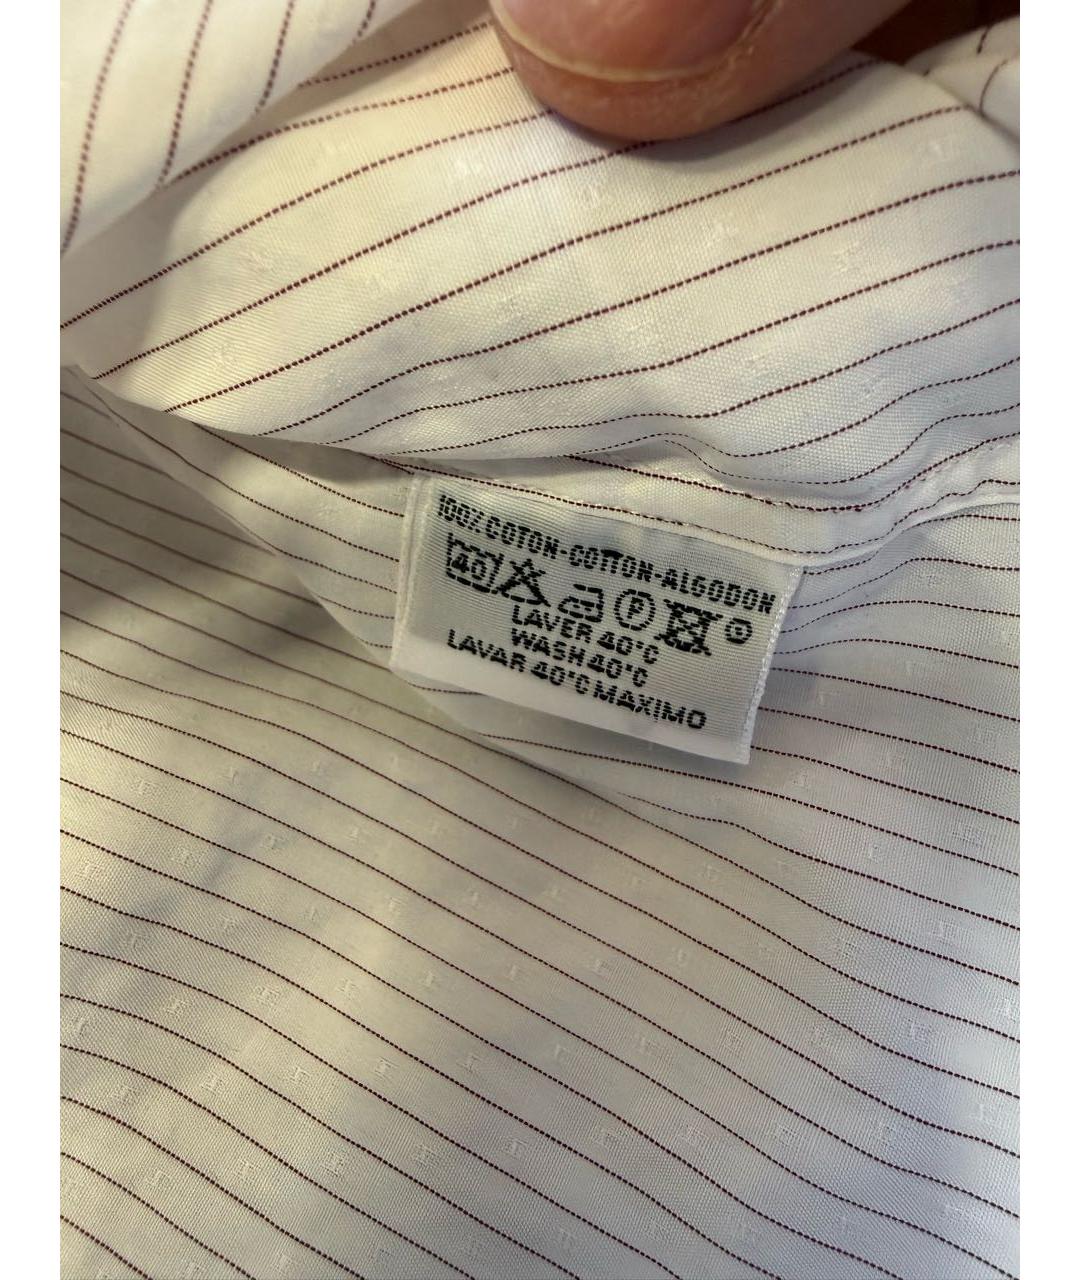 100% COTON-COTTON-ALGODON
40 P
LAVER 40°C
WASH 40°C
LAVAR 40°C MAXIMO